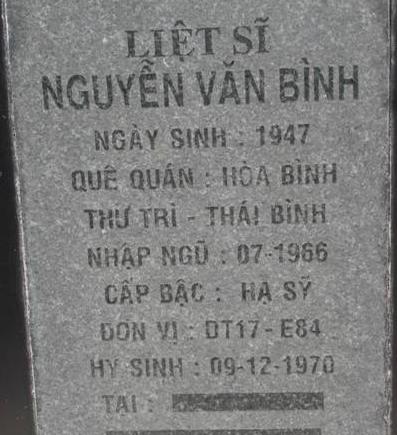 LIỆT SĨ
NGUYỄN VĂN BÌNH
NGÀY SINH : 1947
QUÊ QUÁN : HÒA BÌNH
THƯ TRÌ - THÁI BÌNH
NHẬP NGŨ : 07-1966
CẤP BẬC : HẠ SỸ
ĐƠN VỊ : DT17 - E84
HY SINH : 09-12-1970
TẠI :